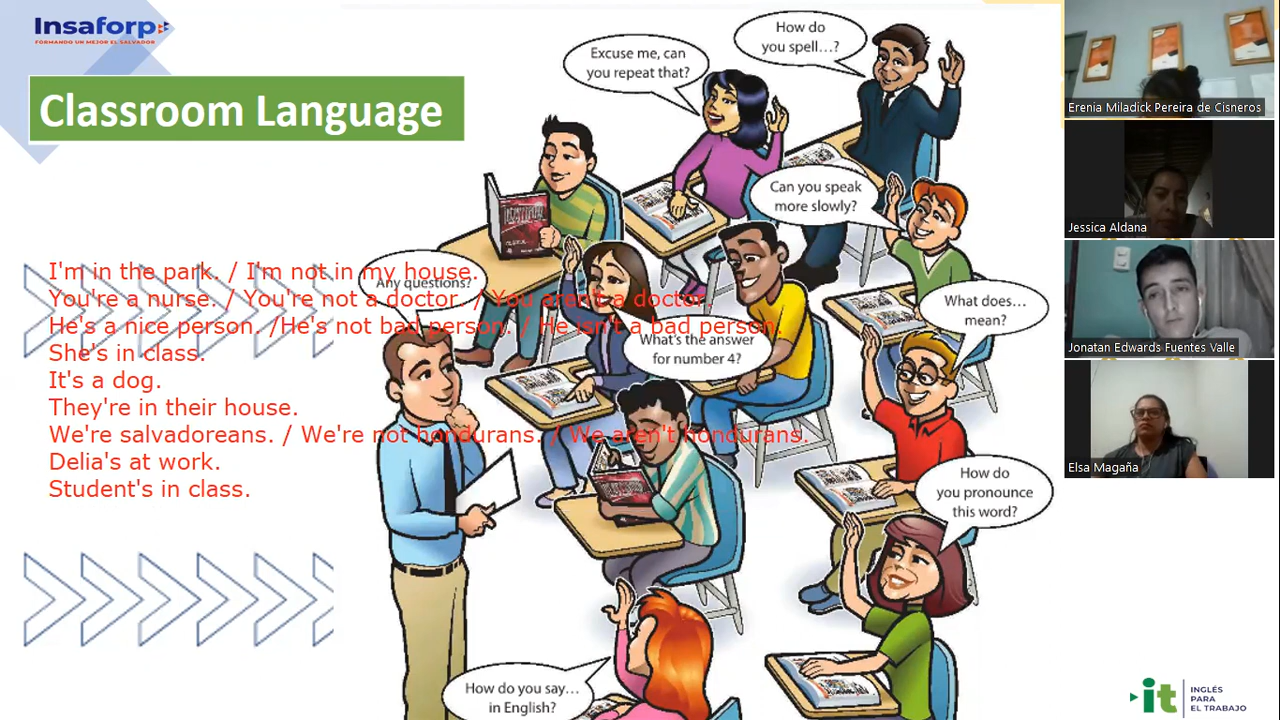 Insaforp
FORMANDO UN MEJOR EL SALVADOR
Classroom Language
How do
you spell...?
Excuse me, can
you repeat that?
Can you speak
more slowly?
Any questions?
What's the answer
for number 4?
What does...
mean?
How do
you pronounce
this word?
How do you say...
in English?
I'm in the park. / I'm not in my house.
You're a nurse. / You're not a doctor. / You aren't a doctor.
He's a nice person. /He's not bad person. / He isn't a bad person.
She's in class.
It's a dog.
They're in their house.
We're salvadoreans. / We're not hondurans. / We aren't hondurans.
Delia's at work.
Student's in class.
Erenia Miladick Pereira de Cisneros
Jessica Aldana
Jonatan Edwards Fuentes Valle
Elsa Magaña
it
INGLÉS
PARA
EL TRABAJO